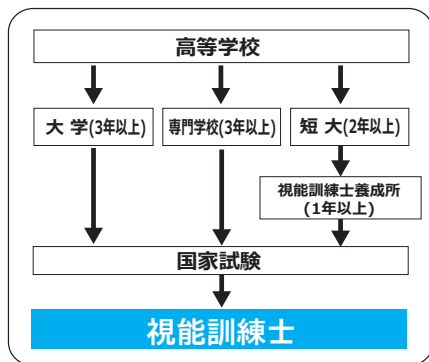 高等学校
大 学(3年以上)
専門学校(3年以上)
短 大(2年以上)
視能訓練士養成所
(1年以上)
国家試験
視能訓練士